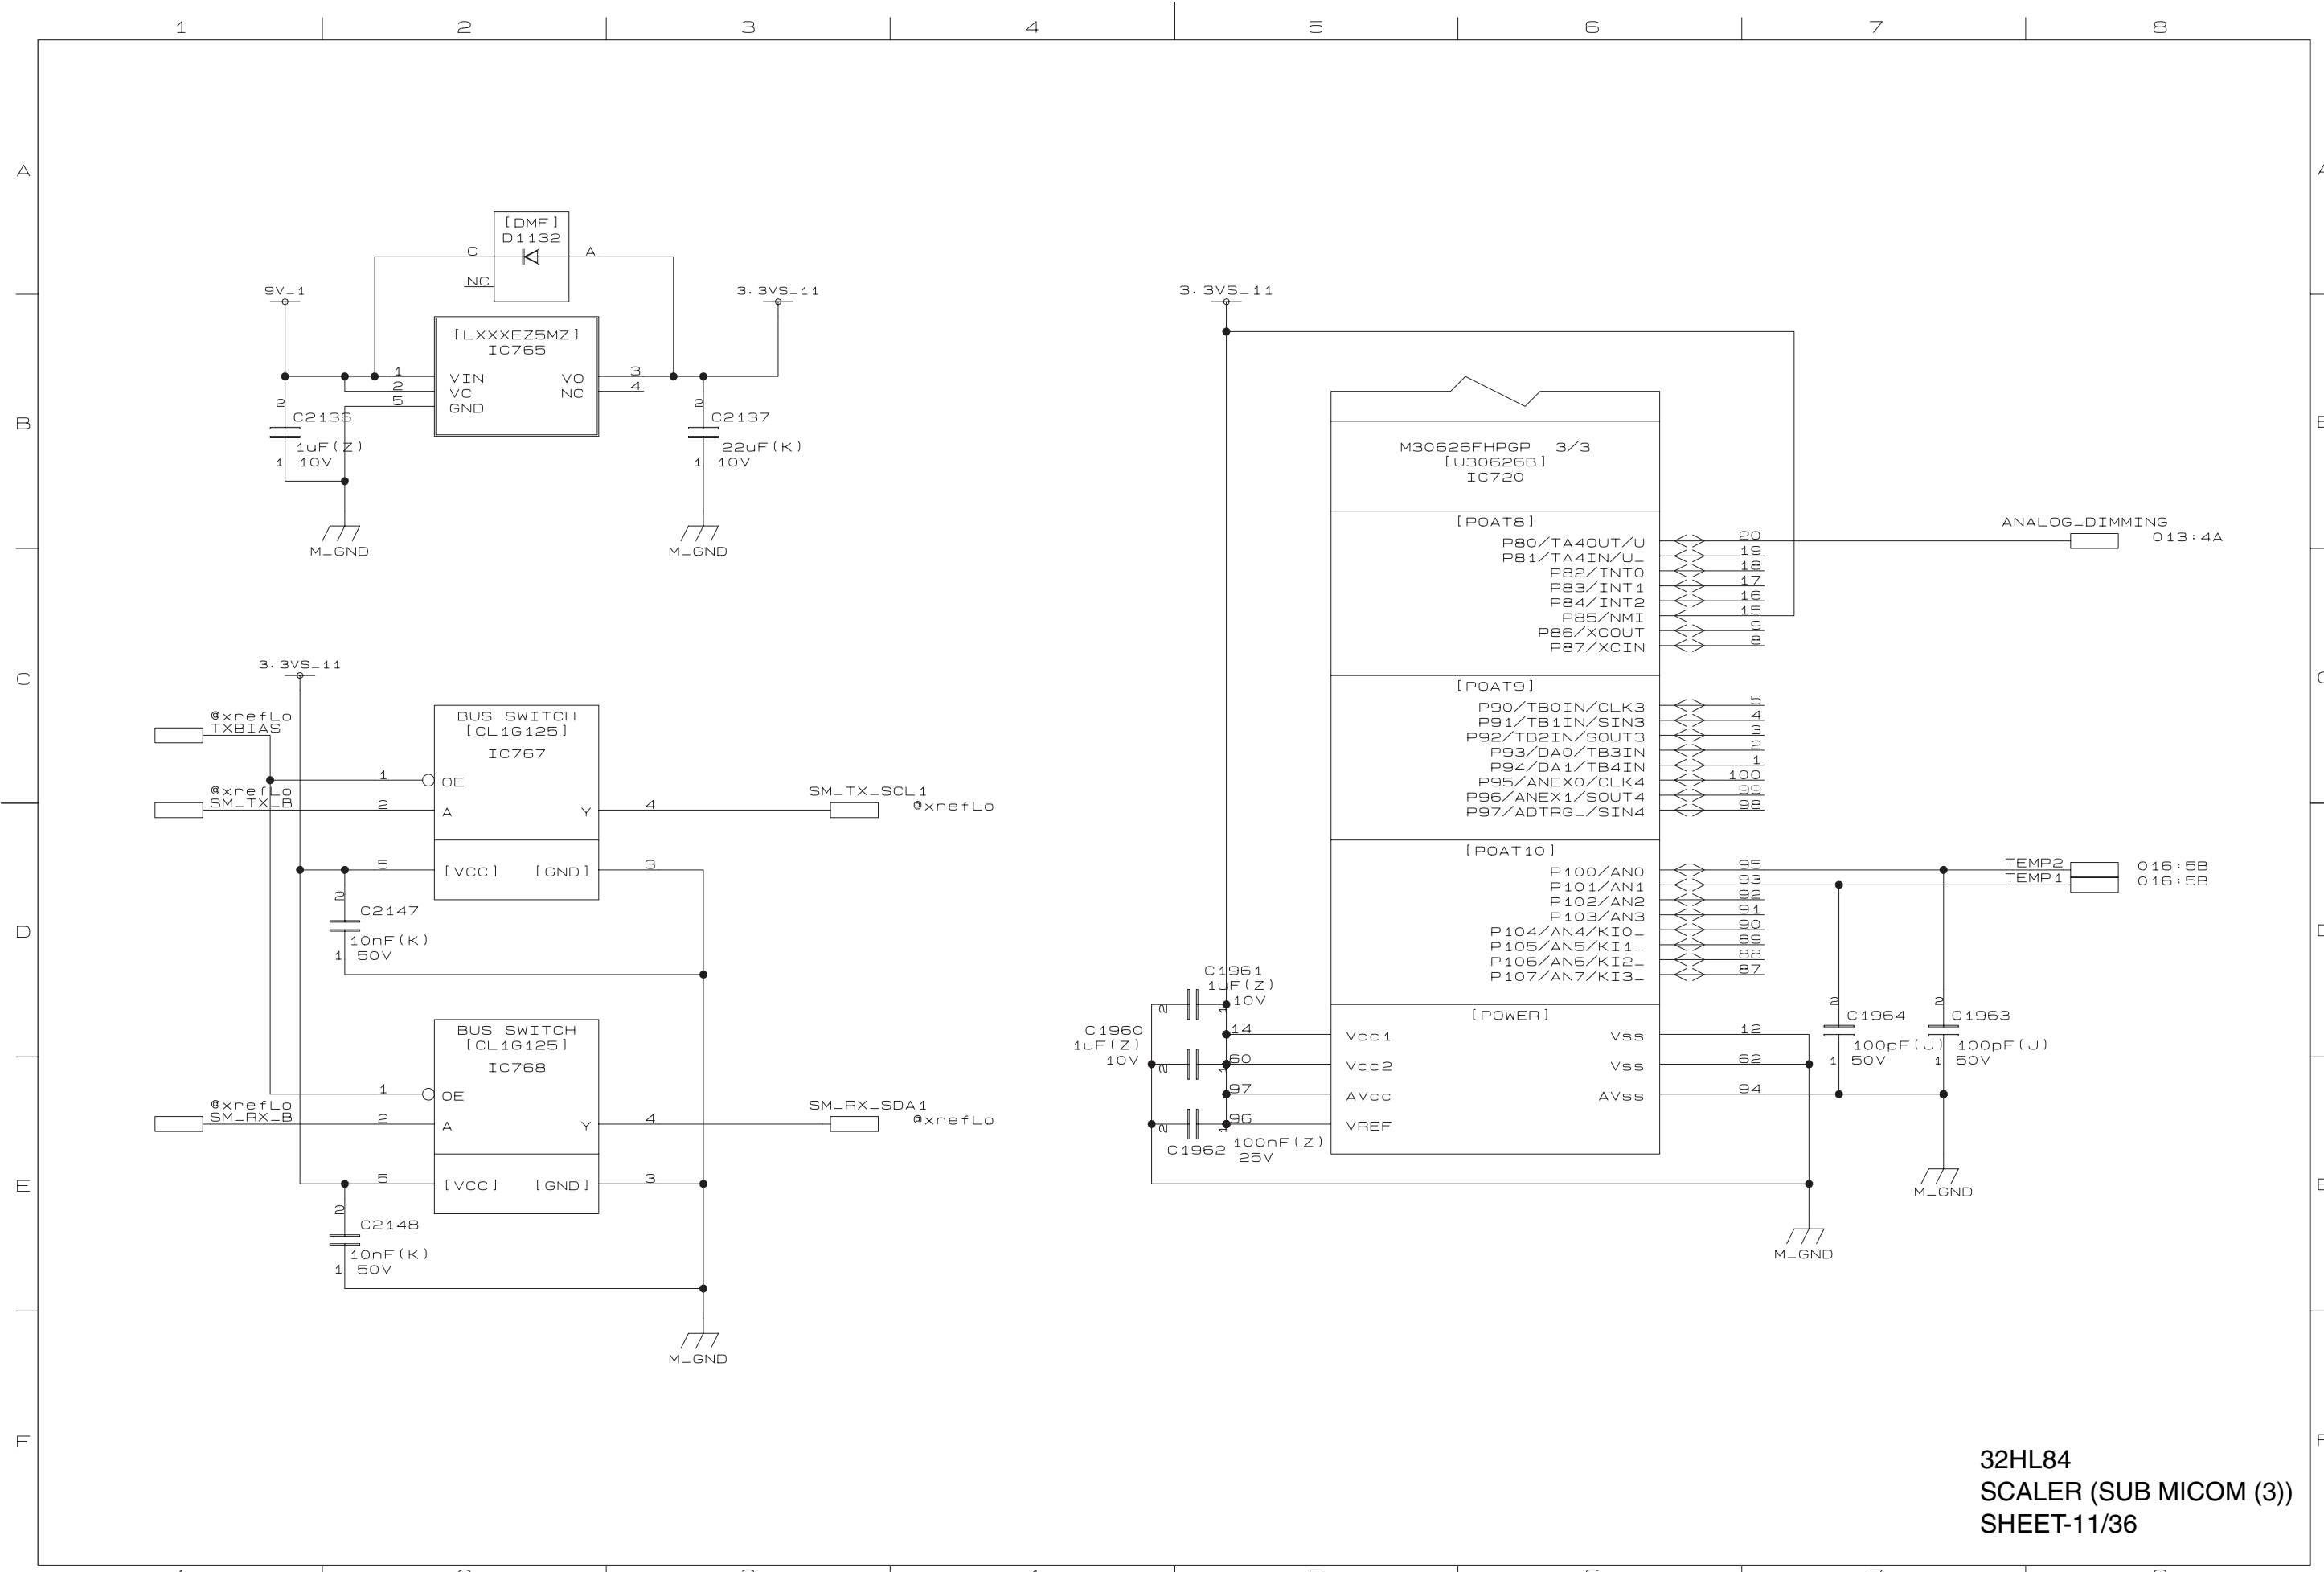 1 2 3 4 5 6 7 8
A
[DMF]
D1132
C A
NC
9V_1
3.3VS_11
[LXXXEZ5MZ]
IC765
1 VIN VO 3
2 VC NC 4
5 GND
2
C2136
1uF(Z)
1 10V
2
C2137
22uF(K)
1 10V
M_GND
M_GND
B
3.3VS_11
M30626FHPGP 3/3
[U30626B]
IC720
[POAT8]
P80/TA4OUT/U 20
P81/TA4IN/U_ 19
P82/INT0 18
P83/INT1 17
P84/INT2 16
P85/NMI 15
P86/XCOUT 9
P87/XCIN 8
ANALOG_DIMMING
013:4A
[POAT9]
P90/TB0IN/CLK3 5
P91/TB1IN/SIN3 4
P92/TB2IN/SOUT3 3
P93/DA0/TB3IN 2
P94/DA1/TB4IN 1
P95/ANEX0/CLK4 100
P96/ANEX1/SOUT4 99
P97/ADTRG_/SIN4 98
[POAT10]
P100/AN0 95
P101/AN1 93
P102/AN2 92
P103/AN3 91
P104/AN4/KI0_ 90
P105/AN5/KI1_ 89
P106/AN6/KI2_ 88
P107/AN7/KI3_ 87
TEMP2 016:5B
TEMP1 016:5B
[POWER]
14 Vcc1 Vss 12
60 Vcc2 Vss 62
97 AVcc AVss 94
96 VREF
C1961
1uF(Z)
10V
2 1
C1960
1uF(Z)
10V
2 1
C1962
100nF(Z)
25V
2 1
2
C1964
100pF(J)
1 50V
2
C1963
100pF(J)
1 50V
M_GND
M_GND
C
3.3VS_11
@xrefLo
TXBIAS
@xrefLo
SM_TX_B
BUS SWITCH
[CL1G125]
IC767
1 OE
2 A Y 4
5 [VCC] [GND] 3
SM_TX_SCL1
@xrefLo
2
C2147
10nF(K)
1 50V
D
BUS SWITCH
[CL1G125]
IC768
1 OE
2 A Y 4
5 [VCC] [GND] 3
@xrefLo
SM_RX_B
SM_RX_SDA1
@xrefLo
2
C2148
10nF(K)
1 50V
M_GND
E
F
32HL84
SCALER (SUB MICOM (3))
SHEET-11/36